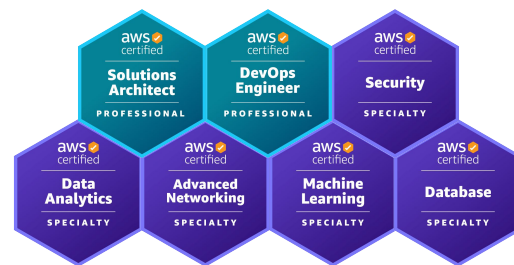 aws
certified
Solutions
Architect
PROFESSIONAL
aws
certified
DevOps
Engineer
PROFESSIONAL
aws
certified
Security
SPECIALTY
aws
certified
Data
Analytics
SPECIALTY
aws
certified
Advanced
Networking
SPECIALTY
aws
certified
Machine
Learning
SPECIALTY
aws
certified
Database
SPECIALTY